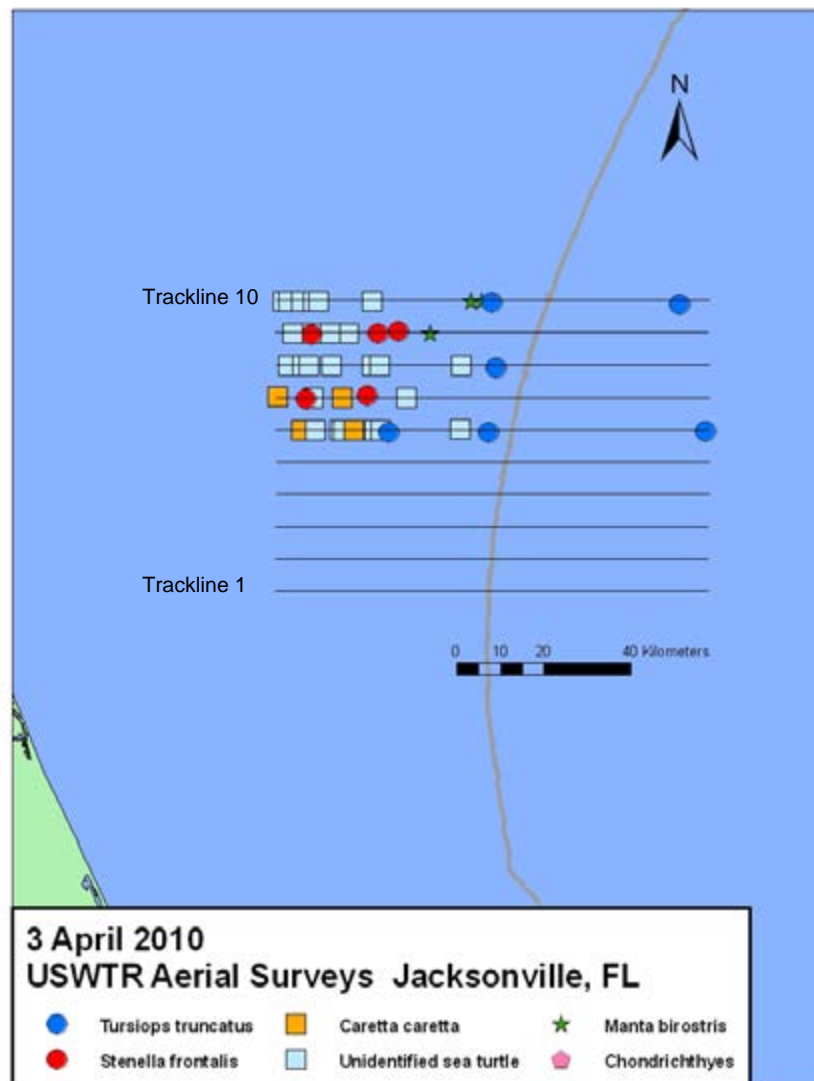 N
Trackline 10
Trackline 1
0 10 20 40 Kilometers
3 April 2010
USWTR Aerial Surveys Jacksonville, FL
Tursiops truncatus Caretta caretta Manta birostris
Stenella frontalis Unidentified sea turtle Chondrichthyes